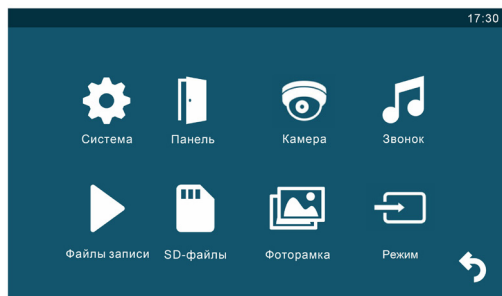 17:30
Система Панель Камера Звонок
Файлы записи SD-файлы Фоторамка Режим